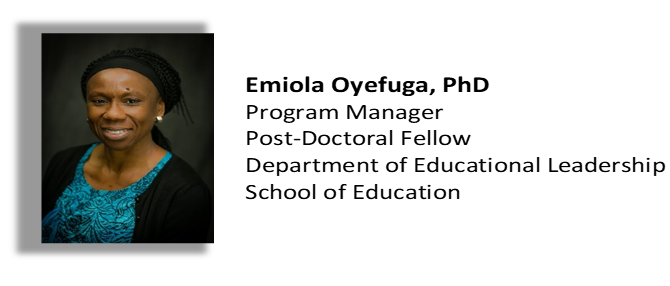 Emiola Oyefuga, PhD
Program Manager
Post-Doctoral Fellow
Department of Educational Leadership
School of Education